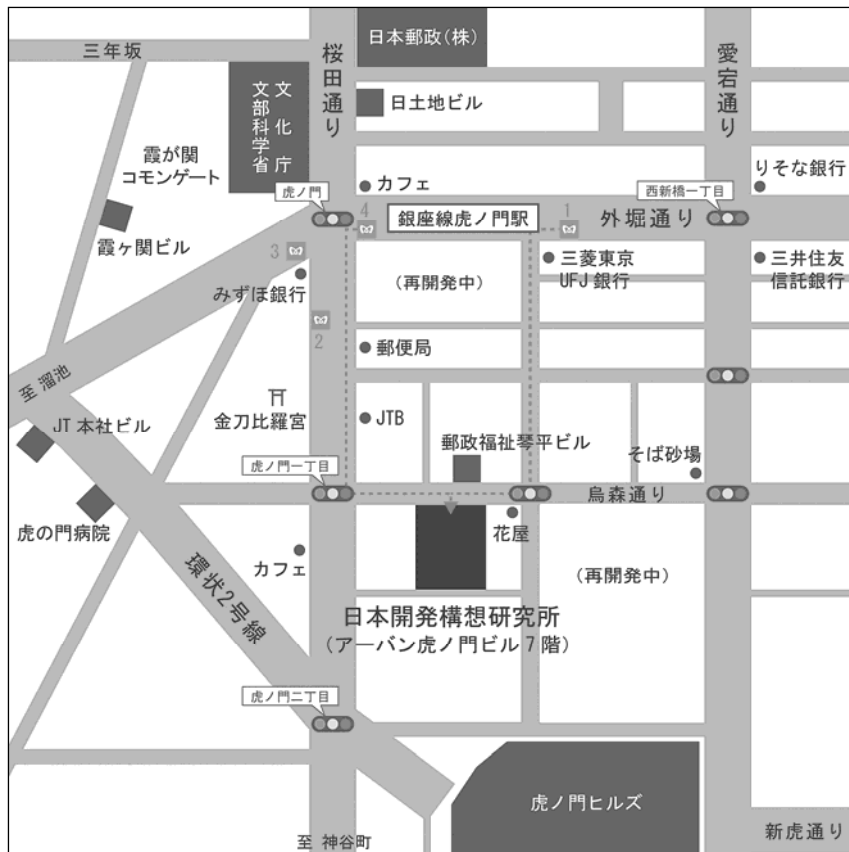 三年坂
桜田通り
日本郵政(株)
愛宕通り
文化庁
文部科学省
日土地ビル
霞が関
コモンゲート
カフェ
りそな銀行
虎ノ門
西新橋一丁目
4
銀座線虎ノ門駅
1
外堀通り
霞ヶ関ビル
3
三菱東京
UFJ銀行
三井住友
信託銀行
みずほ銀行
(再開発中)
2
郵便局
至 溜池
金刀比羅宮
JTB
JT本社ビル
郵政福祉琴平ビル
そば砂場
虎ノ門一丁目
烏森通り
虎の門病院
花屋
カフェ
(再開発中)
環状2号線
日本開発構想研究所
(アーバン虎ノ門ビル7階)
虎ノ門二丁目
虎ノ門ヒルズ
新虎通り
至 神谷町